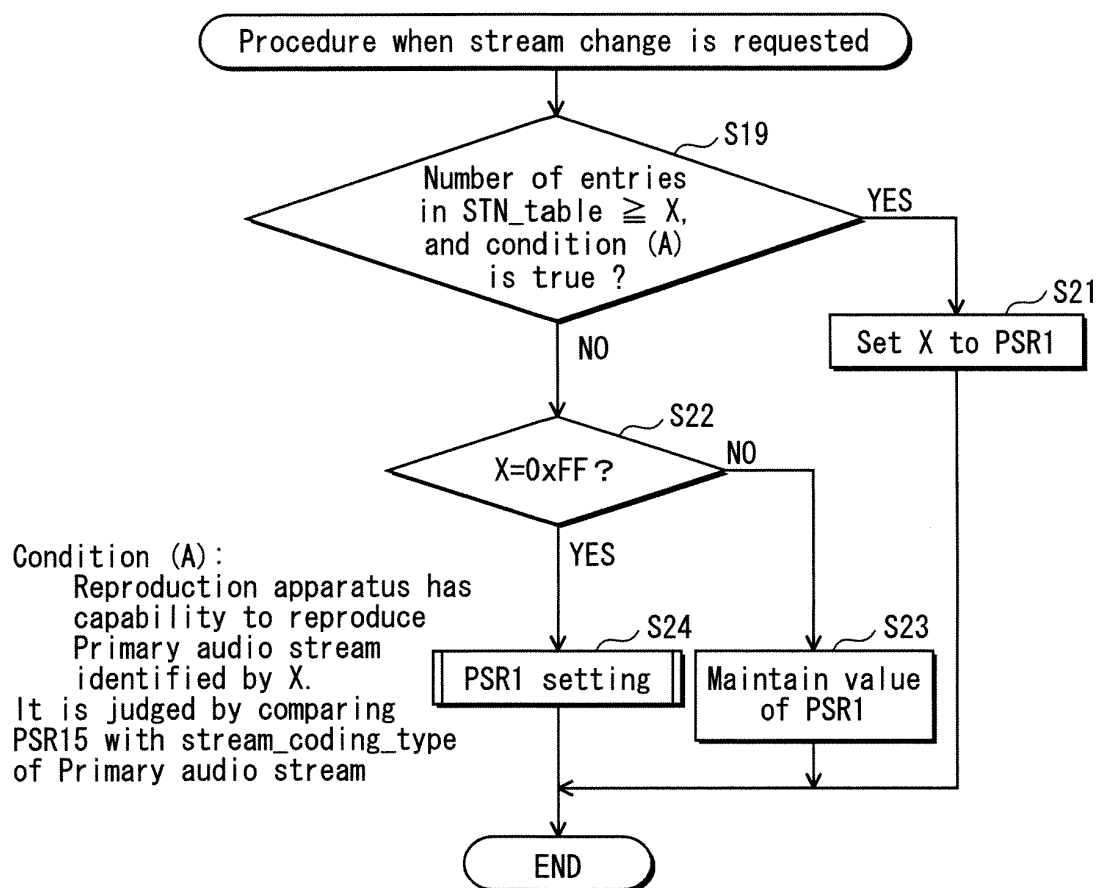 Procedure when stream change is requested
S19
Number of entries
in STN_table ≧ X,
and condition (A)
is true ?
YES
S21
Set X to PSR1
NO
S22
X=0xFF?
NO
YES
Condition (A):
Reproduction apparatus has
capability to reproduce
Primary audio stream
identified by X.
It is judged by comparing
PSR15 with stream_coding_type
of Primary audio stream
S24
PSR1 setting
S23
Maintain value
of PSR1
END